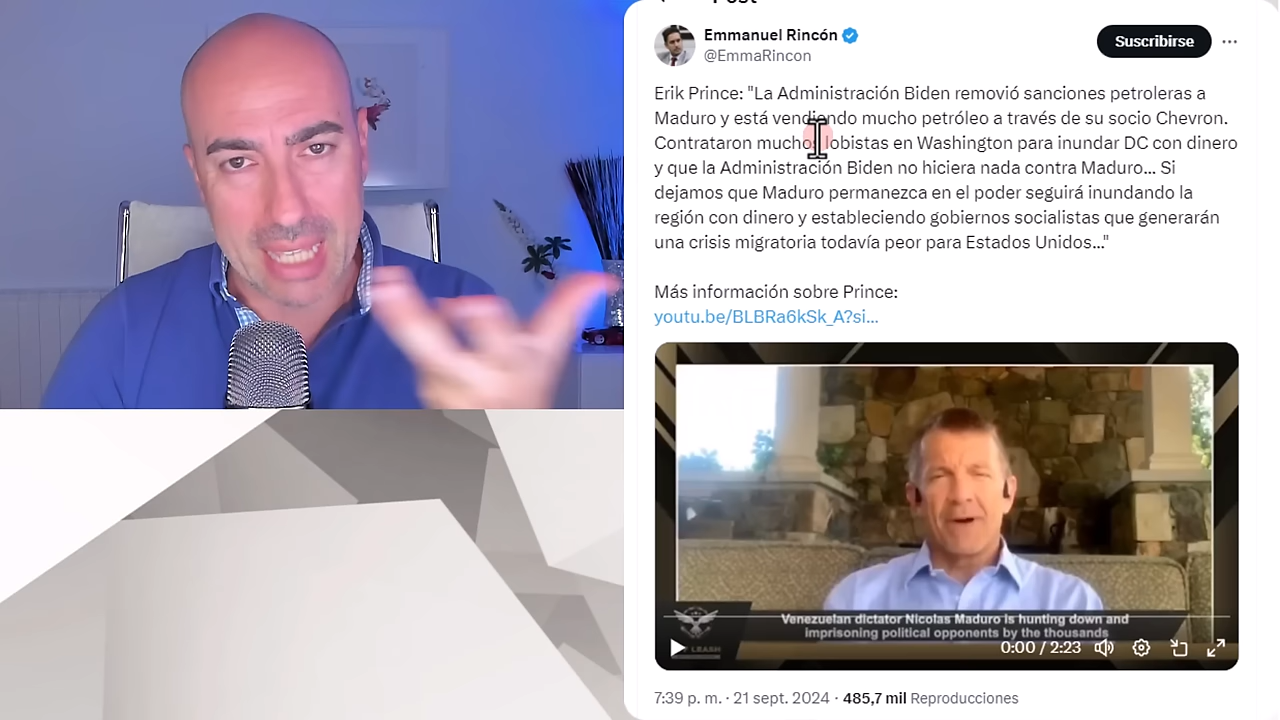 Emmanuel Rincón
@EmmaRincon
Suscribirse
Erik Prince: "La Administración Biden removió sanciones petroleras a
Maduro y está vendiendo mucho petróleo a través de su socio Chevron.
Contrataron muchos lobistas en Washington para inundar DC con dinero
y que la Administración Biden no hiciera nada contra Maduro... Si
dejamos que Maduro permanezca en el poder seguirá inundando la
región con dinero y estableciendo gobiernos socialistas que generarán
una crisis migratoria todavía peor para Estados Unidos..."
Más información sobre Prince:
youtu.be/BLBRa6kSk_A?si...
Venezuelan dictator Nicolas Maduro is hunting down and
imprisoning political opponents by the thousands
0:00 / 2:23
7:39 p. m. · 21 sept. 2024 · 485,7 mil Reproducciones